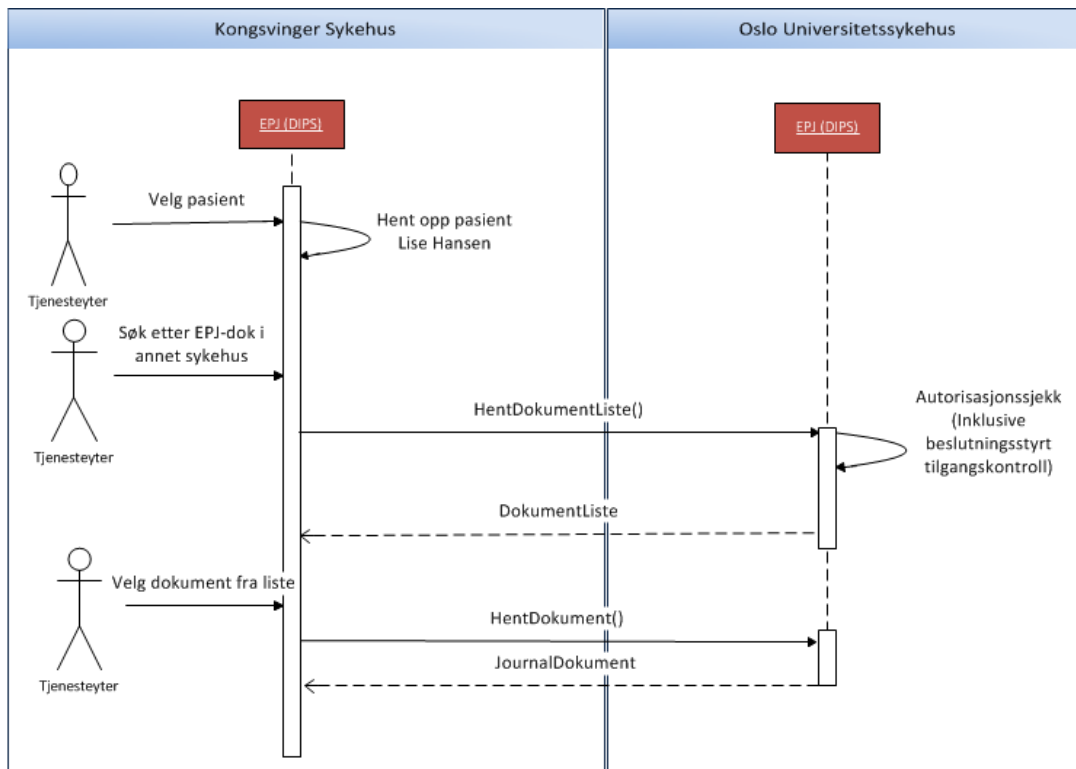 Kongsvinger Sykehus
Oslo Universitetssykehus
EPJ (DIPS)
EPJ (DIPS)
Velg pasient
Hent opp pasient
Lise Hansen
Tjenesteyter
Søk etter EPJ-dok i
annet sykehus
Tjenesteyter
HentDokumentListe()
Autorisasjonssjekk
(Inklusive
beslutningsstyrt
tilgangskontroll)
DokumentListe
Velg dokument fra liste
HentDokument()
JournalDokument
Tjenesteyter